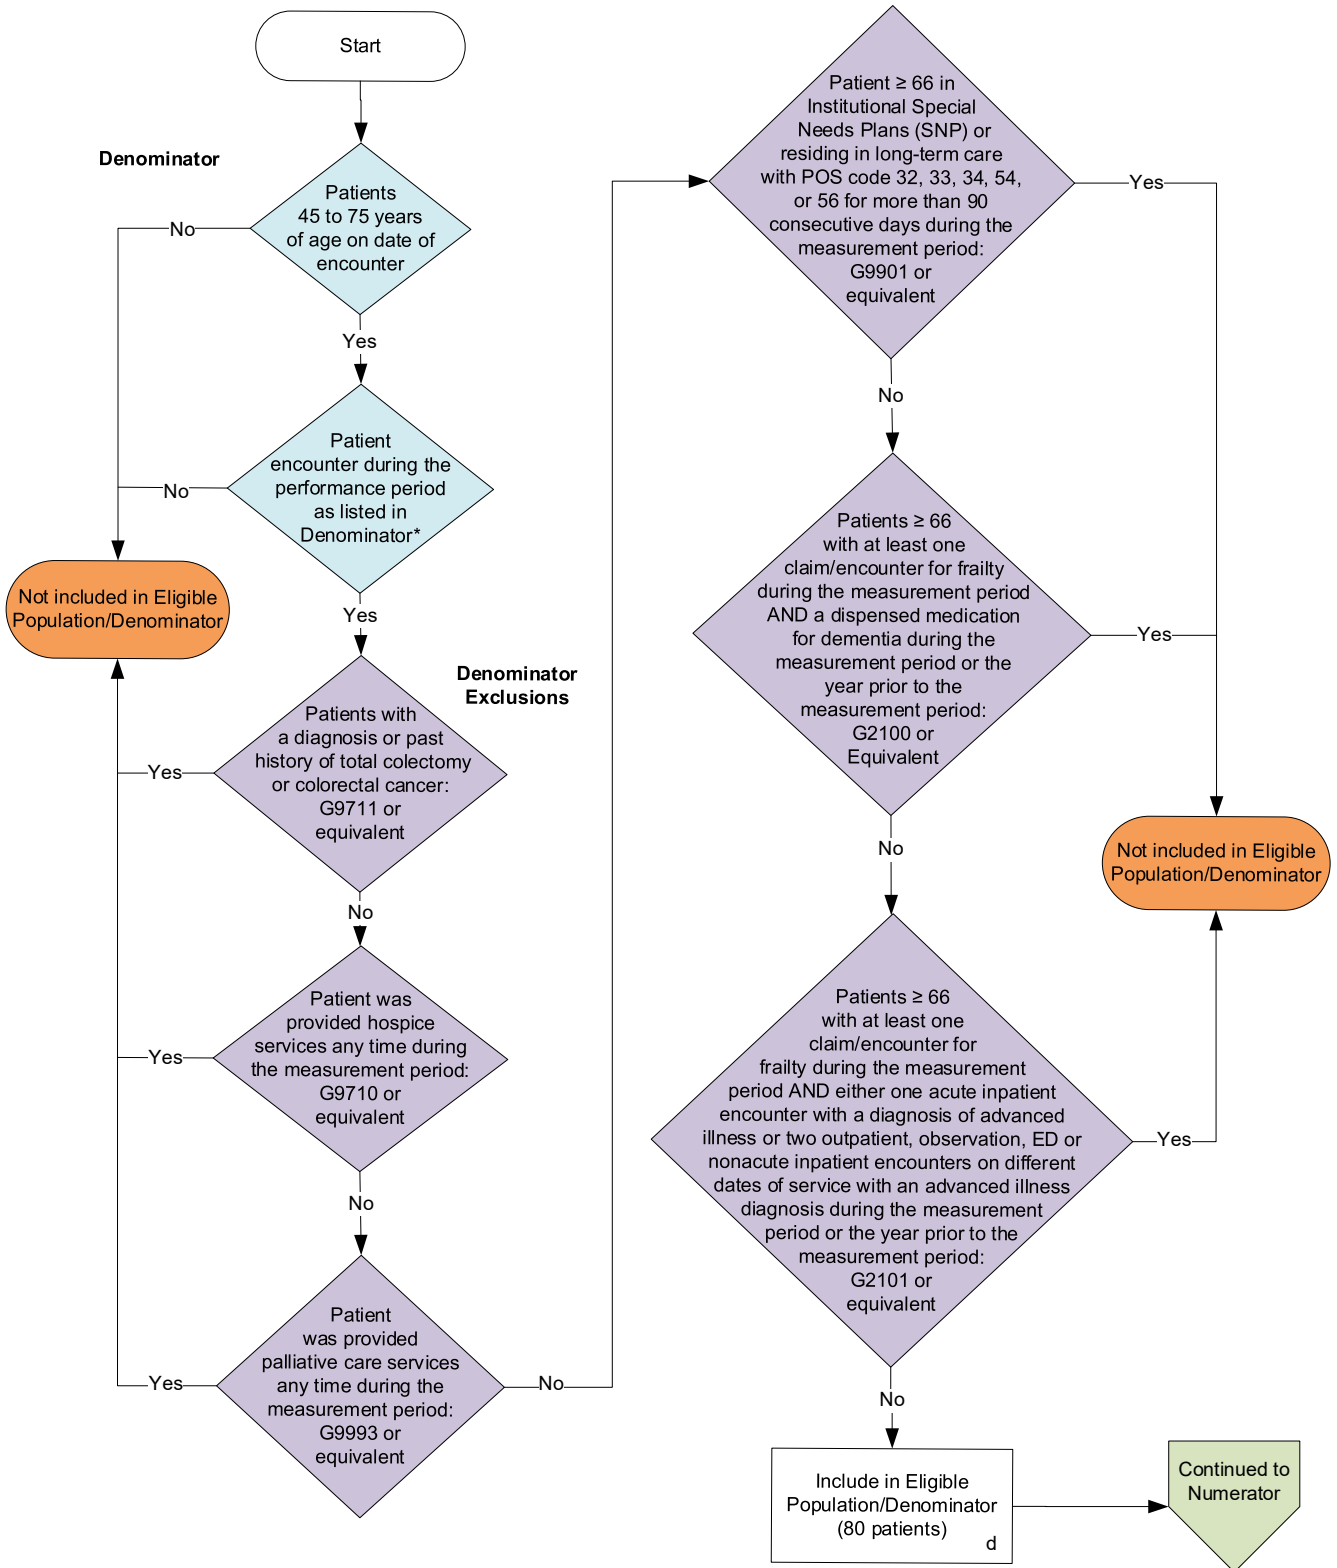 Start
Denominator
Patients
45 to 75 years
of age on date of
encounter
No
Yes
Patient
encounter during the
performance period
as listed in
Denominator*
No
Yes
Not included in Eligible
Population/Denominator
Denominator
Exclusions
Patients with
a diagnosis or past
history of total colectomy
or colorectal cancer:
G9711 or
equivalent
Yes
No
Patient was
provided hospice
services any time during
the measurement period:
G9710 or
equivalent
Yes
No
Patient
was provided
palliative care services
any time during the
measurement period:
G9993 or
equivalent
Yes
No
Patient ≥ 66 in
Institutional Special
Needs Plans (SNP) or
residing in long-term care
with POS code 32, 33, 34, 54,
or 56 for more than 90
consecutive days during the
measurement period:
G9901 or
equivalent
Yes
No
Patients ≥ 66
with at least one
claim/encounter for frailty
during the measurement period
AND a dispensed medication
for dementia during the
measurement period or the
year prior to the
measurement period:
G2100 or
Equivalent
Yes
No
Not included in Eligible
Population/Denominator
Patients ≥ 66
with at least one
claim/encounter for
frailty during the measurement
period AND either one acute inpatient
encounter with a diagnosis of advanced
illness or two outpatient, observation, ED or
nonacute inpatient encounters on different
dates of service with an advanced illness
diagnosis during the measurement
period or the year prior to the
measurement period:
G2101 or
equivalent
Yes
No
Include in Eligible
Population/Denominator
(80 patients)
d
Continued to
Numerator